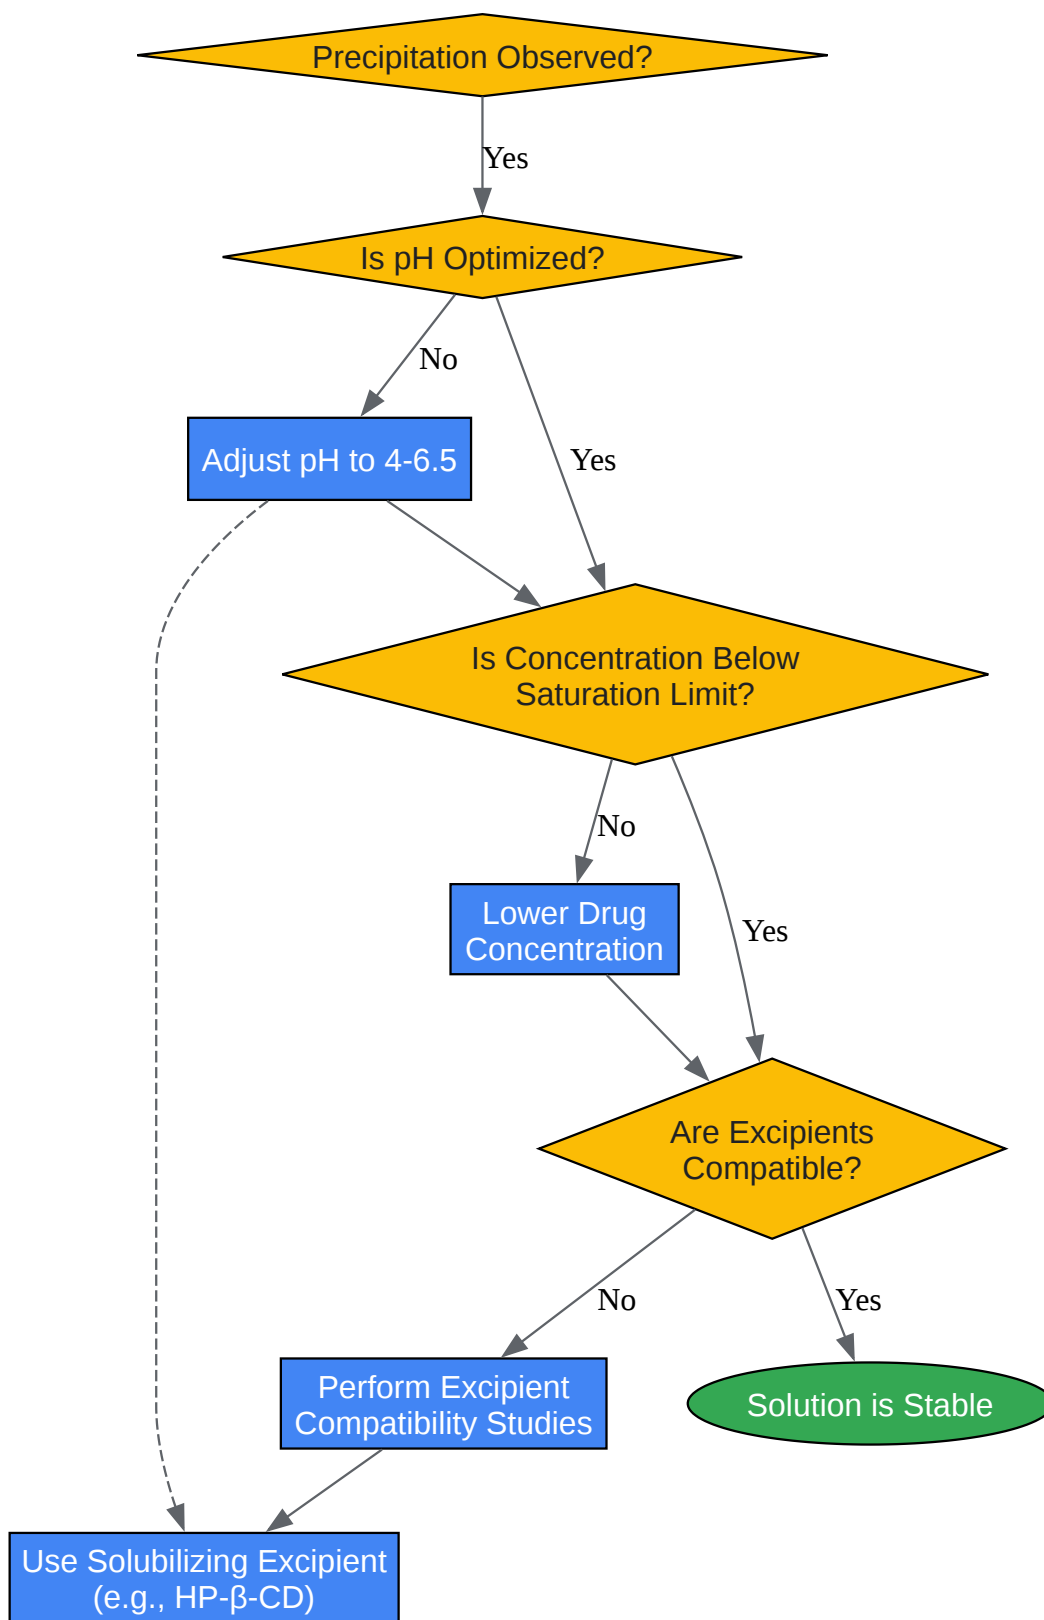 Precipitation Observed?
Yes
Is pH Optimized?
No
Adjust pH to 4-6.5
Yes
Is Concentration Below
Saturation Limit?
No
Lower Drug
Concentration
Yes
Are Excipients
Compatible?
No
Yes
Perform Excipient
Compatibility Studies
Solution is Stable
Use Solubilizing Excipient
(e.g., HP-β-CD)